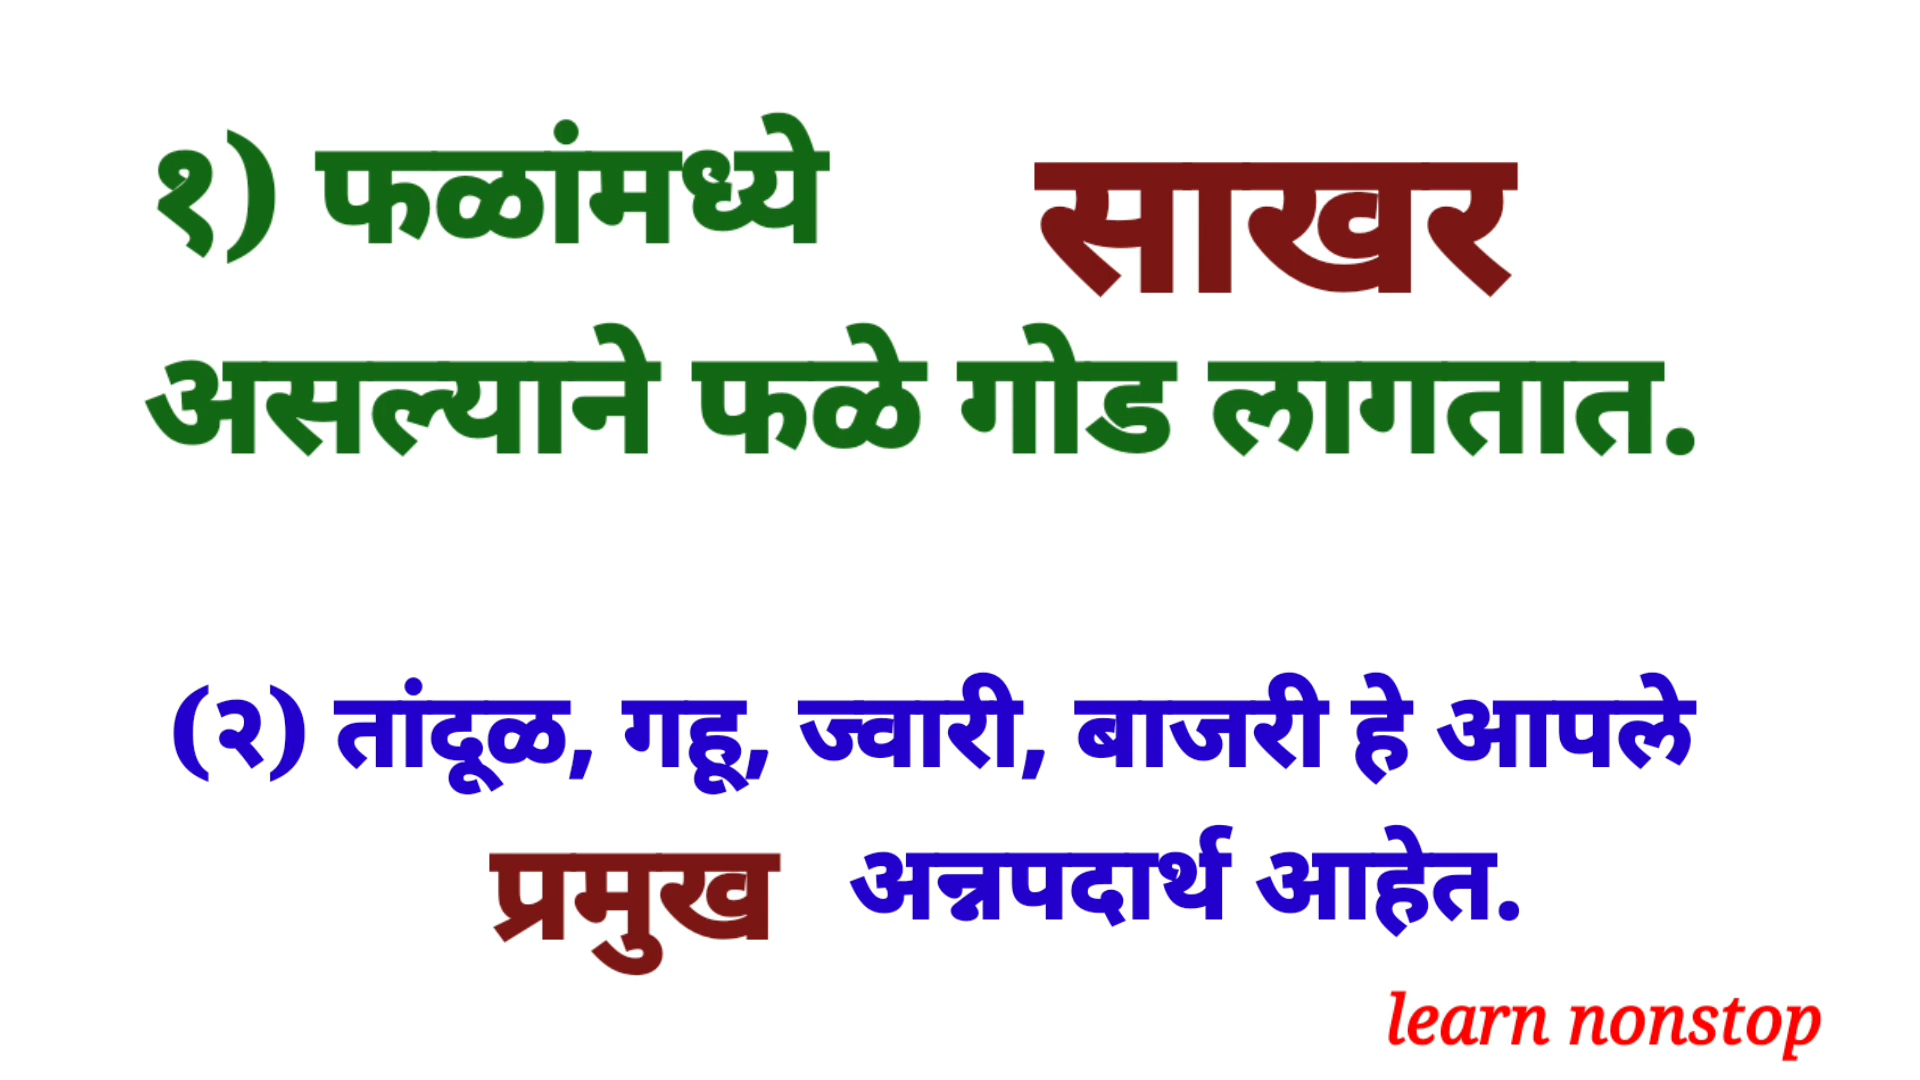 १) फळांमध्ये साखर
असल्याने फळे गोड लागतात.
(२) तांदूळ, गहू, ज्वारी, बाजरी हे आपले
प्रमुख अन्नपदार्थ आहेत.
learn nonstop